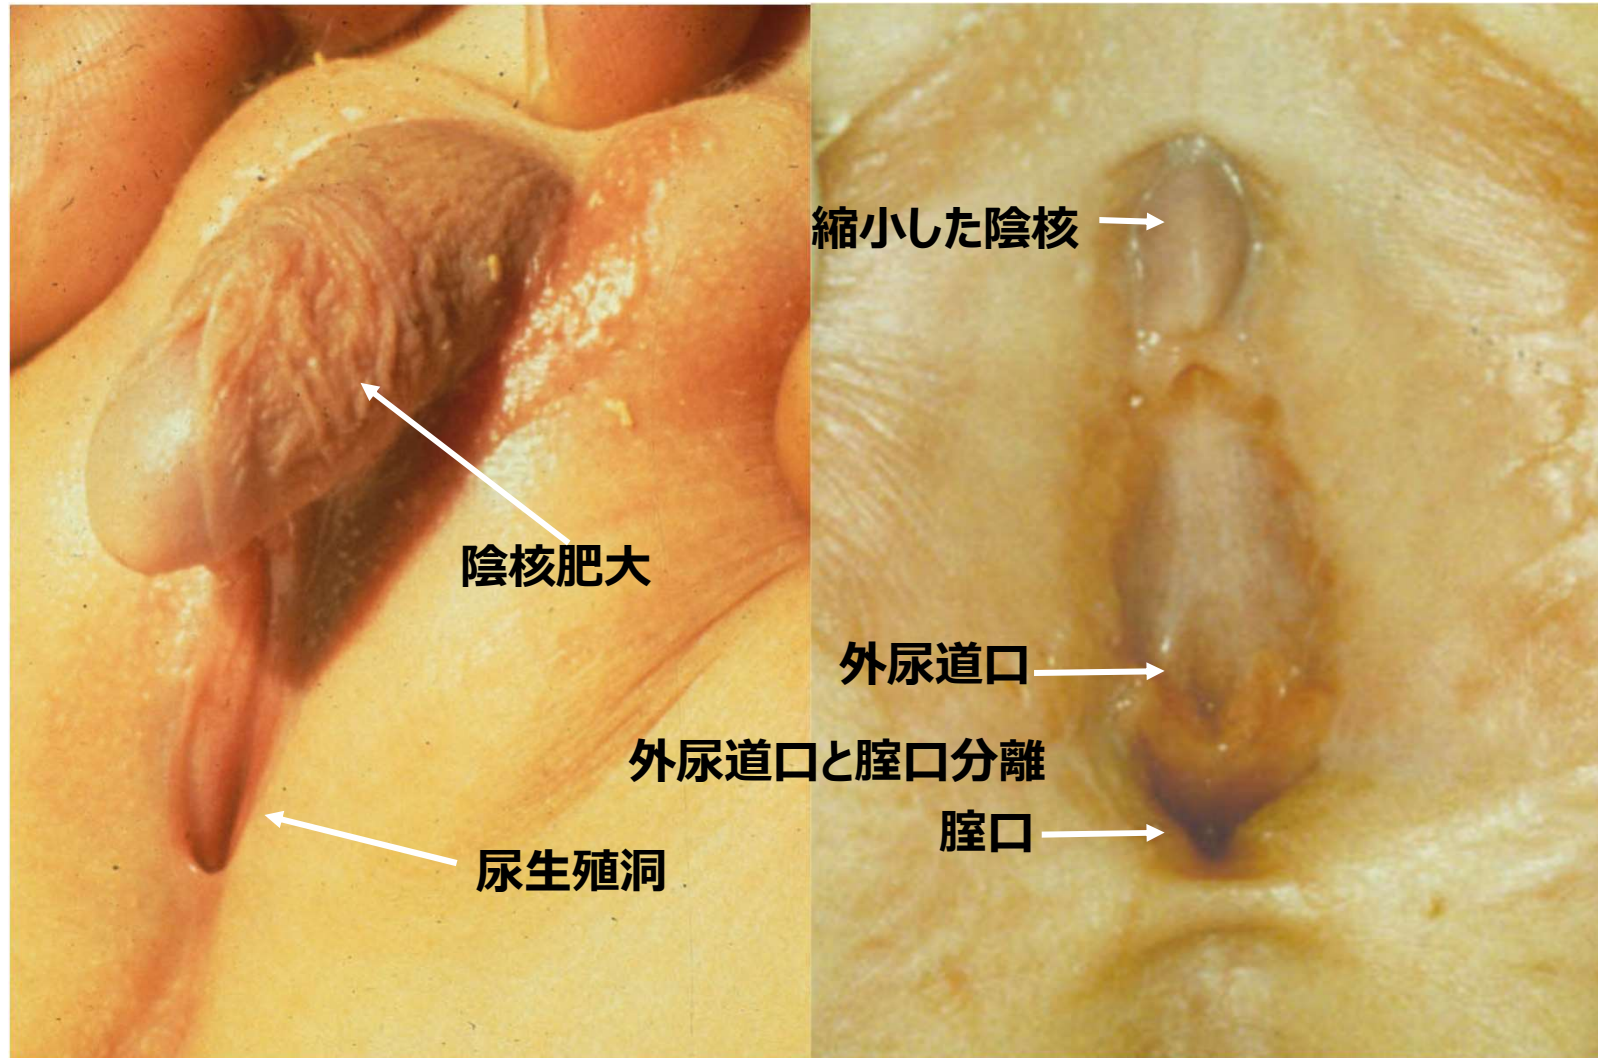 縮小した陰核
陰核肥大
外尿道口
外尿道口と腟口分離
腟口
尿生殖洞